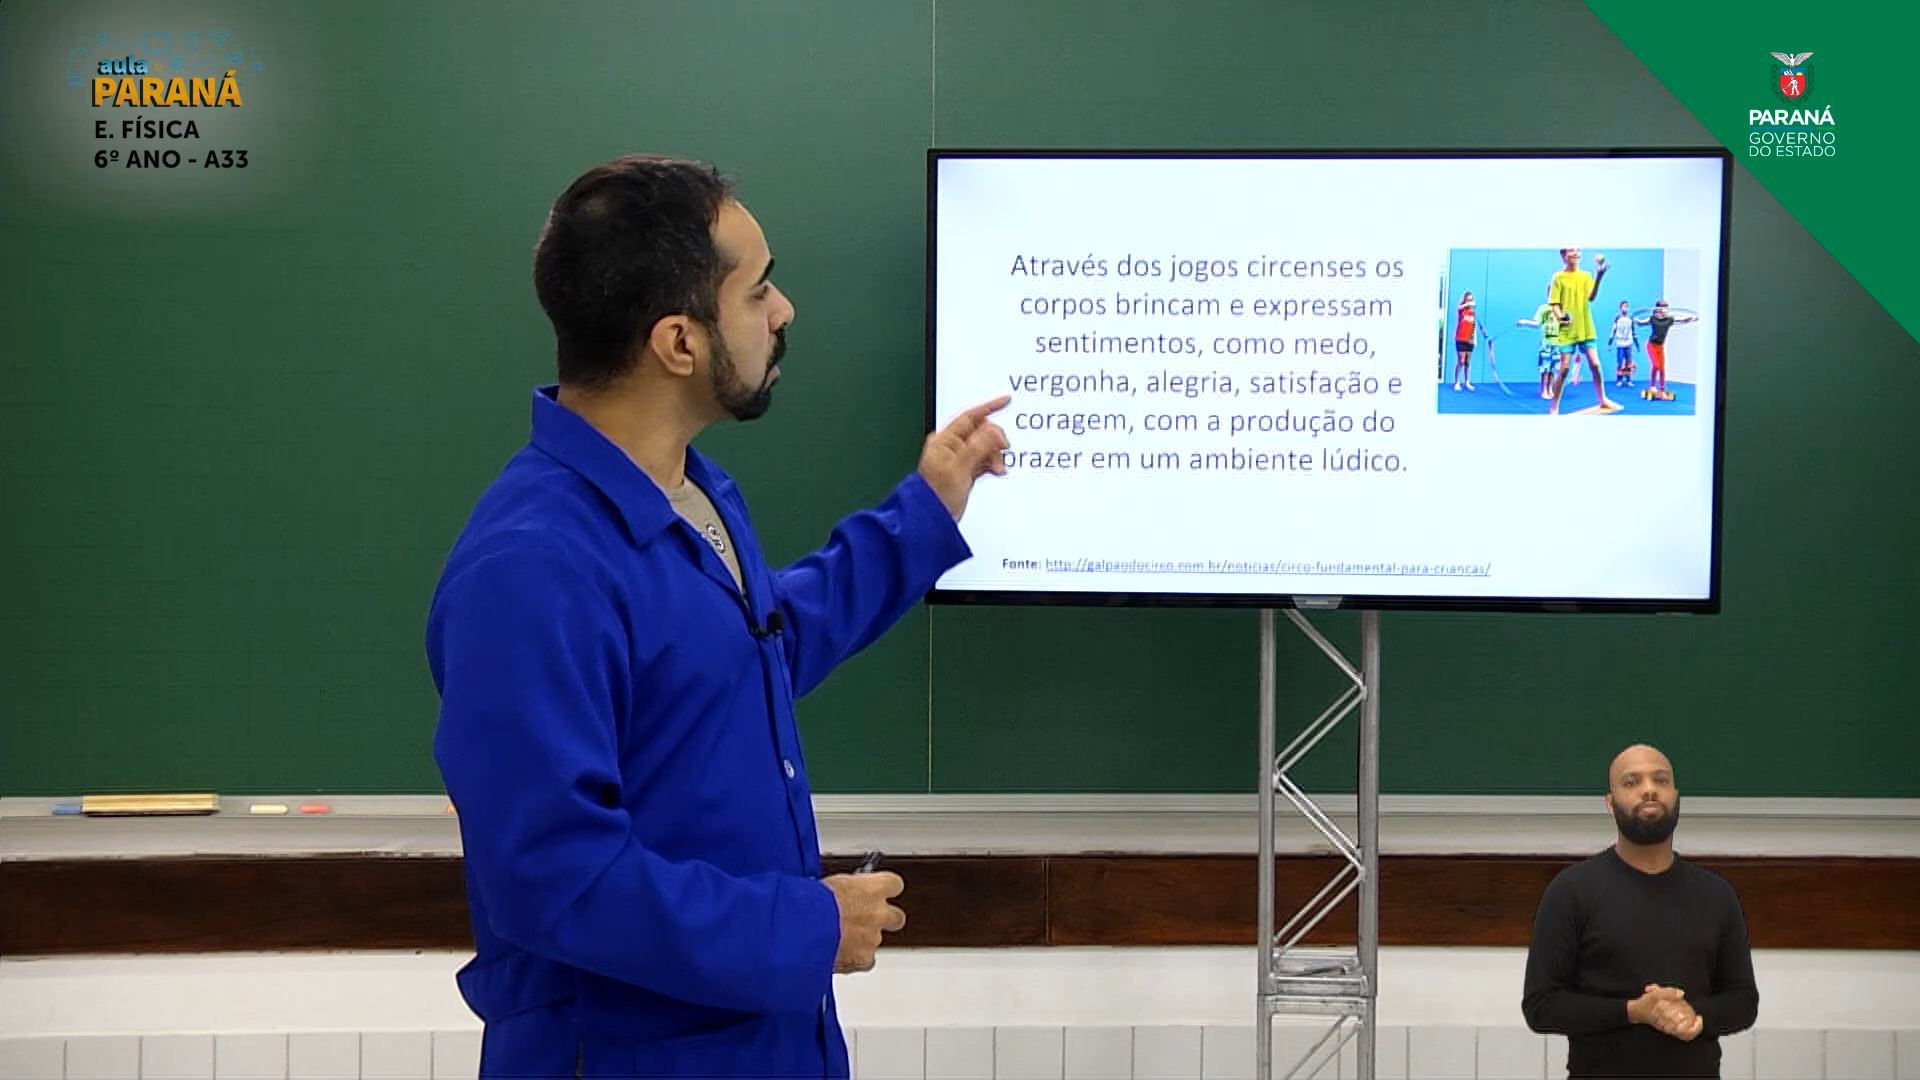 aula
PARANÁ
E. FÍSICA
6º ANO - A33
PARANÁ
GOVERNO
DO ESTADO
Através dos jogos circenses os
corpos brincam e expressam
sentimentos, como medo,
vergonha, alegria, satisfação e
coragem, com a produção do
prazer em um ambiente lúdico.
Fonte: http://galpaodocirco.com.br/noticias/circo-fundamental-para-criancas/